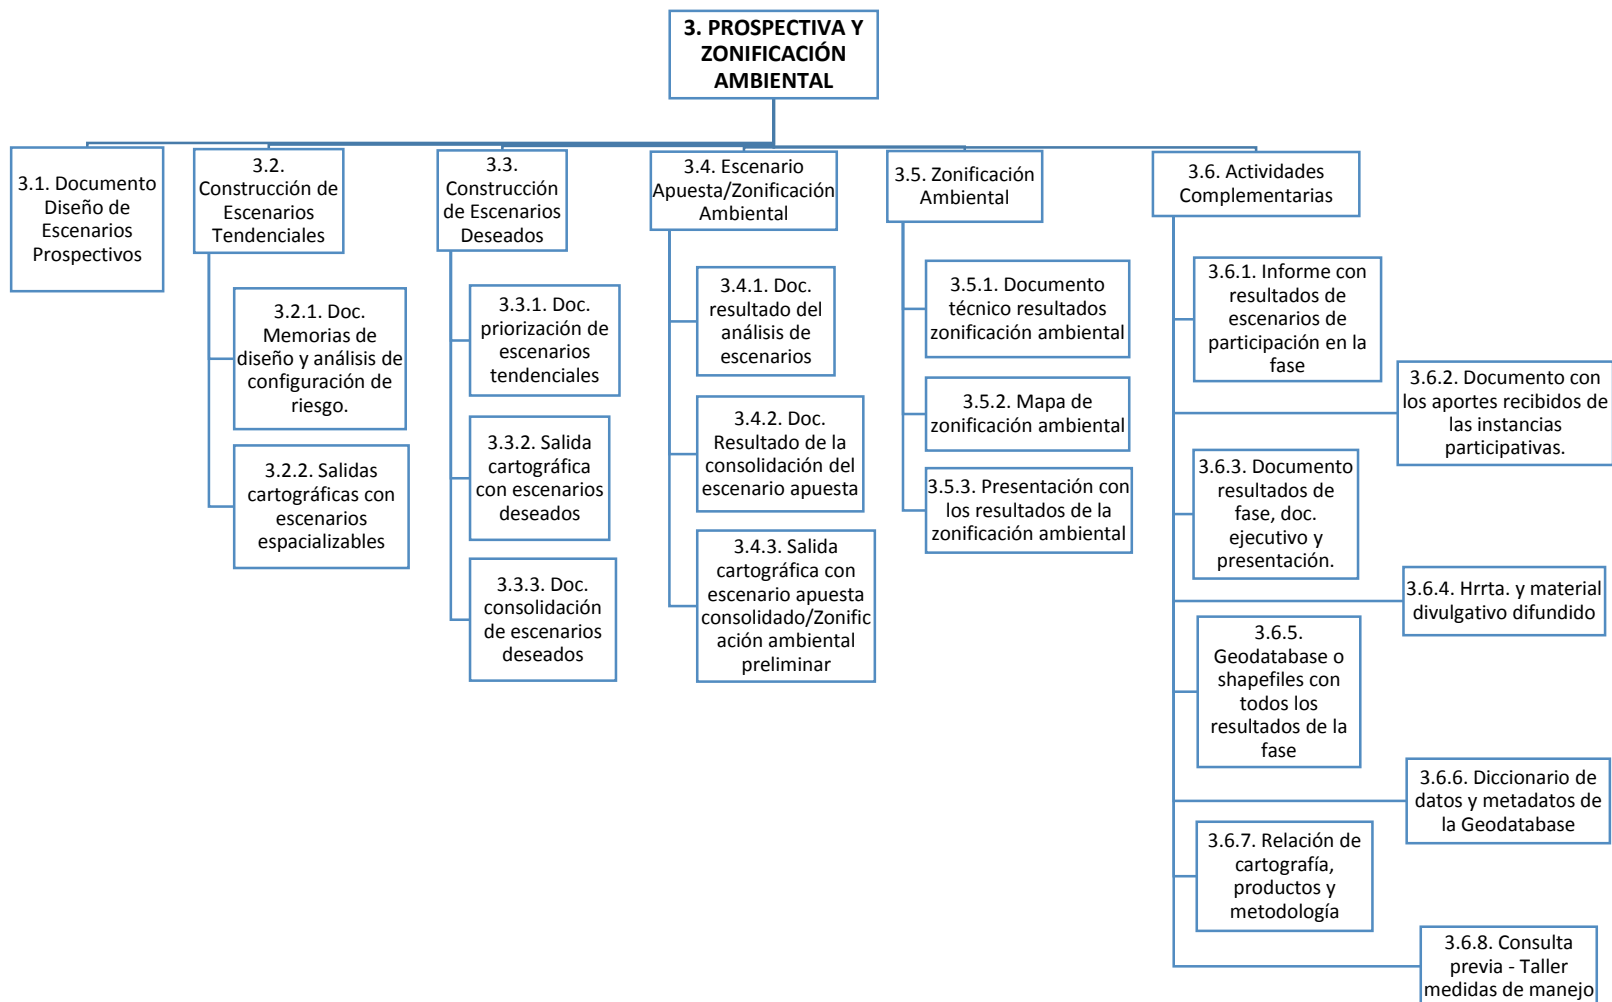 3. PROSPECTIVA Y
ZONIFICACIÓN
AMBIENTAL
3.1. Documento
Diseño de
Escenarios
Prospectivos
3.2.
Construcción de
Escenarios
Tendenciales
3.2.1. Doc.
Memorias de
diseño y análisis de
configuración de
riesgo.
3.2.2. Salidas
cartográficas con
escenarios
espacializables
3.3.
Construcción
de Escenarios
Deseados
3.3.1. Doc.
priorización de
escenarios
tendenciales
3.3.2. Salida
cartográfica
con escenarios
deseados
3.3.3. Doc.
consolidación
de escenarios
deseados
3.4. Escenario
Apuesta/Zonificación
Ambiental
3.4.1. Doc.
resultado del
análisis de
escenarios
3.4.2. Doc.
Resultado de la
consolidación del
escenario apuesta
3.4.3. Salida
cartográfica con
escenario apuesta
consolidado/Zonific
ación ambiental
preliminar
3.5. Zonificación
Ambiental
3.5.1. Documento
técnico resultados
zonificación ambiental
3.5.2. Mapa de
zonificación ambiental
3.5.3. Presentación con
los resultados de la
zonificación ambiental
3.6. Actividades
Complementarias
3.6.1. Informe con
resultados de
escenarios de
participación en la
fase
3.6.2. Documento con
los aportes recibidos de
las instancias
participativas.
3.6.3. Documento
resultados de
fase, doc.
ejecutivo y
presentación.
3.6.4. Hrrta. y material
divulgativo difundido
3.6.5.
Geodatabase o
shapefiles con
todos los
resultados de la
fase
3.6.6. Diccionario de
datos y metadatos de
la Geodatabase
3.6.7. Relación de
cartografía,
productos y
metodología
3.6.8. Consulta
previa - Taller
medidas de manejo